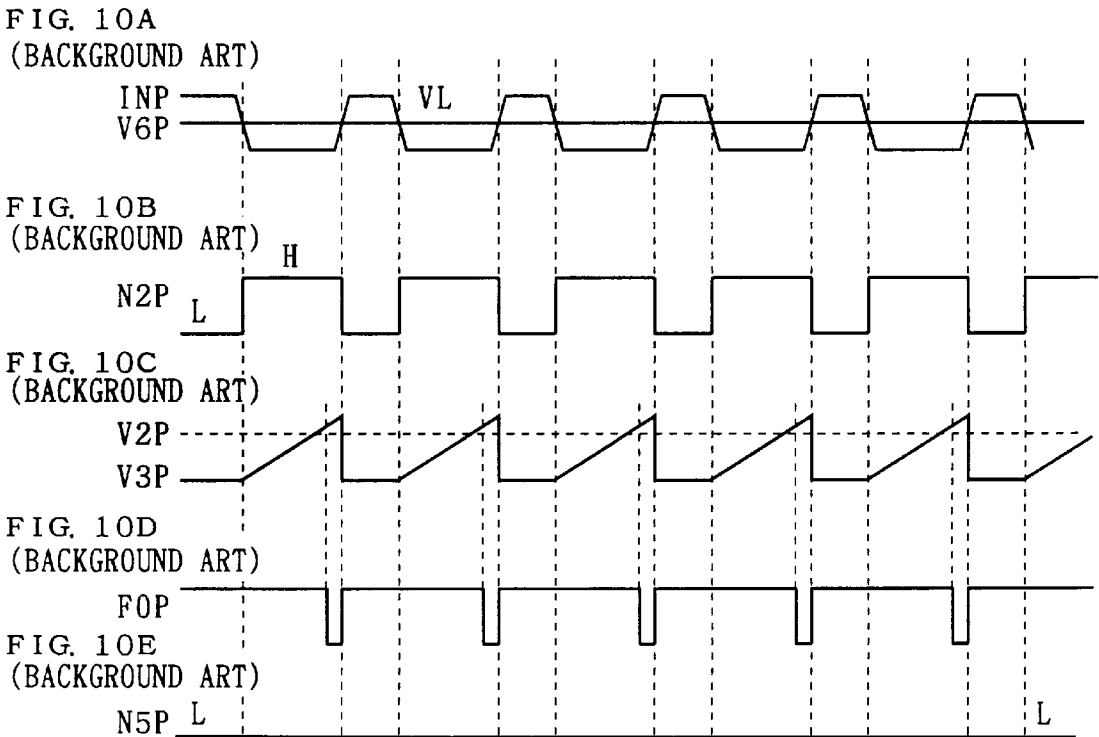 FIG. 10A
(BACKGROUND ART)
INP
VL
V6P
FIG. 10B
(BACKGROUND ART)
H
N2P
L
FIG. 10C
(BACKGROUND ART)
V2P
V3P
FIG. 10D
(BACKGROUND ART)
F0P
FIG. 10E
(BACKGROUND ART)
N5P L L